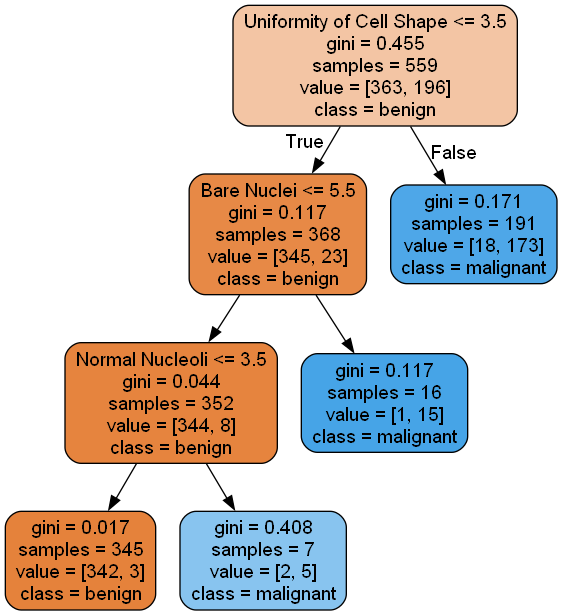 Uniformity of Cell Shape <= 3.5
gini = 0.455
samples = 559
value = [363, 196]
class = benign
True
False
Bare Nuclei <= 5.5
gini = 0.117
samples = 368
value = [345, 23]
class = benign
gini = 0.171
samples = 191
value = [18, 173]
class = malignant
Normal Nucleoli <= 3.5
gini = 0.044
samples = 352
value = [344, 8]
class = benign
gini = 0.117
samples = 16
value = [1, 15]
class = malignant
gini = 0.017
samples = 345
value = [342, 3]
class = benign
gini = 0.408
samples = 7
value = [2, 5]
class = malignant